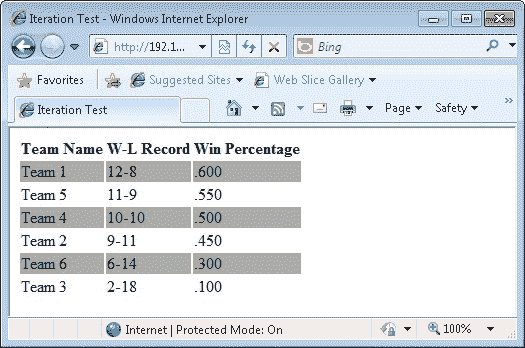 Iteration Test - Windows Internet Explorer
http://192.1...
Bing
Favorites
Suggested Sites
Web Slice Gallery
Iteration Test
Page
Safety
»
Team Name W-L Record Win Percentage
Team 1 12-8 .600
Team 5 11-9 .550
Team 4 10-10 .500
Team 2 9-11 .450
Team 6 6-14 .300
Team 3 2-18 .100
Internet | Protected Mode: On
100%